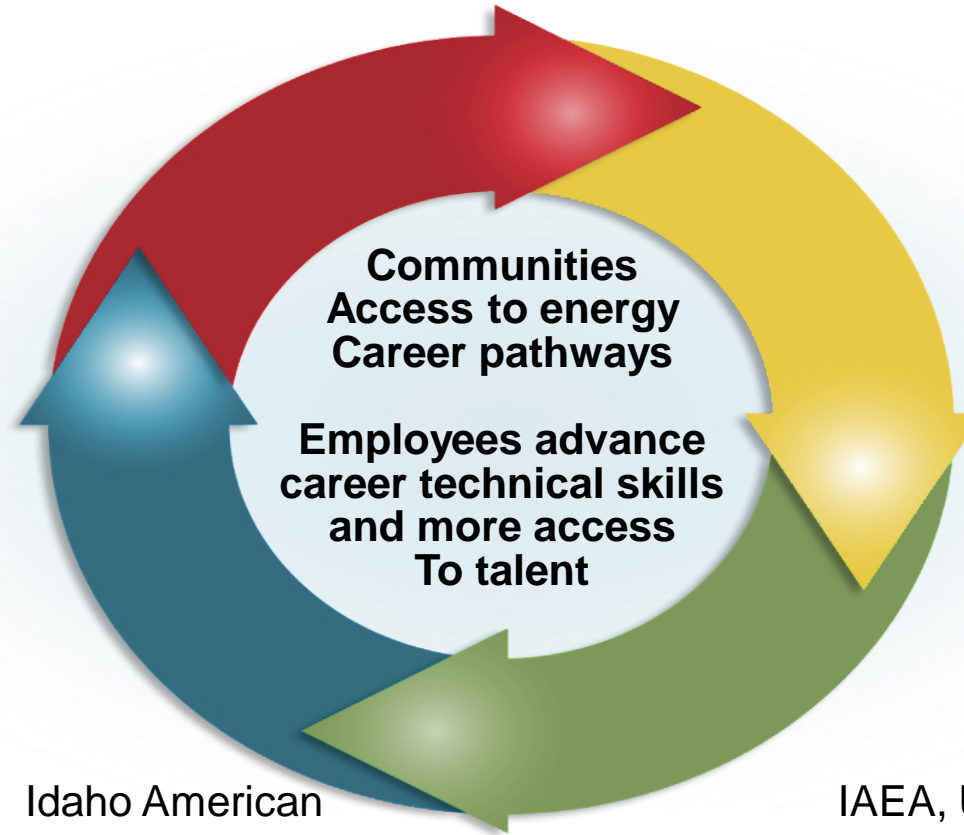 Communities
Access to energy
Career pathways
Employees advance
career technical skills
and more access
To talent
Idaho American
IAEA,